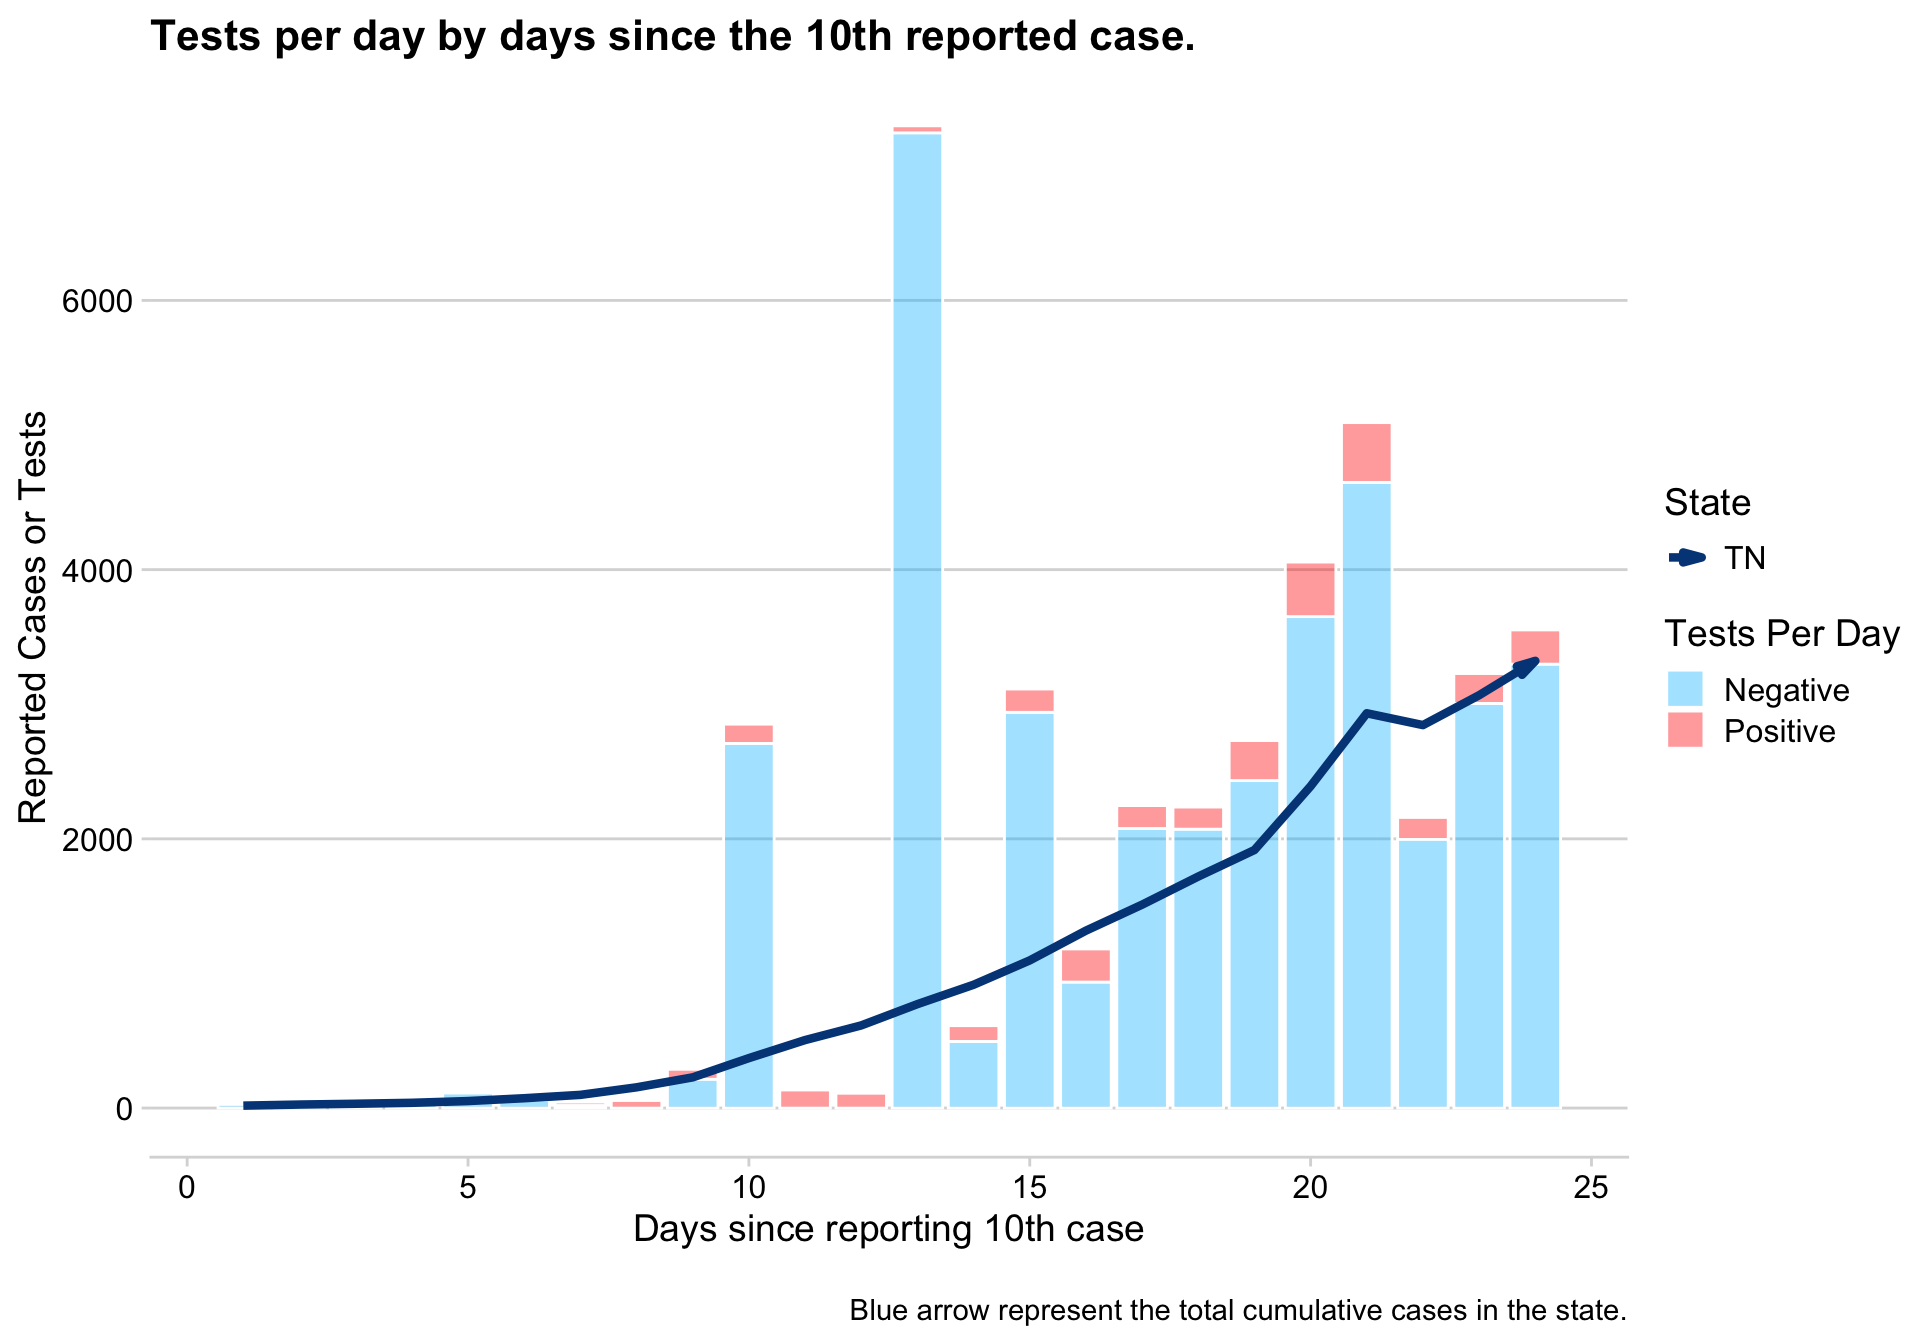 Tests per day by days since the 10th reported case.
Reported Cases or Tests
6000
4000
2000
0
0 5 10 15 20 25
Days since reporting 10th case
State
TN
Tests Per Day
Negative
Positive
Blue arrow represent the total cumulative cases in the state.